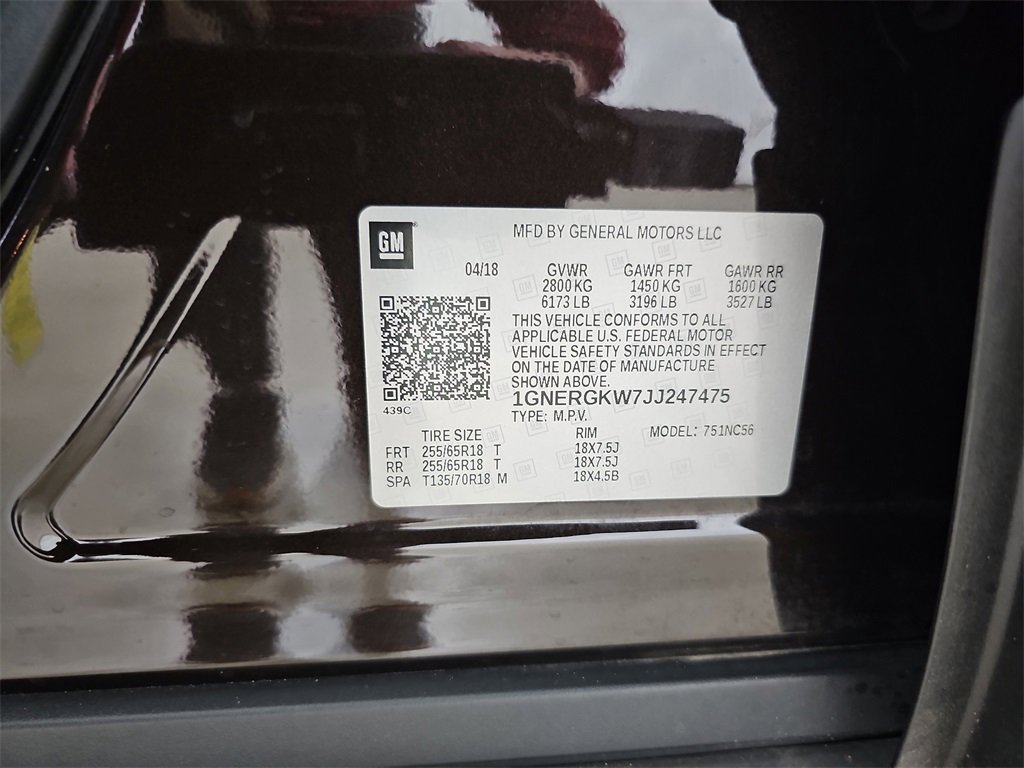 GM
MFD BY GENERAL MOTORS LLC
04/18
GVWR GAWR FRT GAWR RR
2800 KG 1450 KG 1600 KG
6173 LB 3196 LB 3527 LB
THIS VEHICLE CONFORMS TO ALL
APPLICABLE U.S. FEDERAL MOTOR
VEHICLE SAFETY STANDARDS IN EFFECT
ON THE DATE OF MANUFACTURE
SHOWN ABOVE.
1GNERGKW7JJ247475
439C
TYPE: M.P.V.
TIRE SIZE RIM MODEL: 751NC56
FRT 255/65R18 T 18X7.5J
RR 255/65R18 T 18X7.5J
SPA T135/70R18 M 18X4.5B